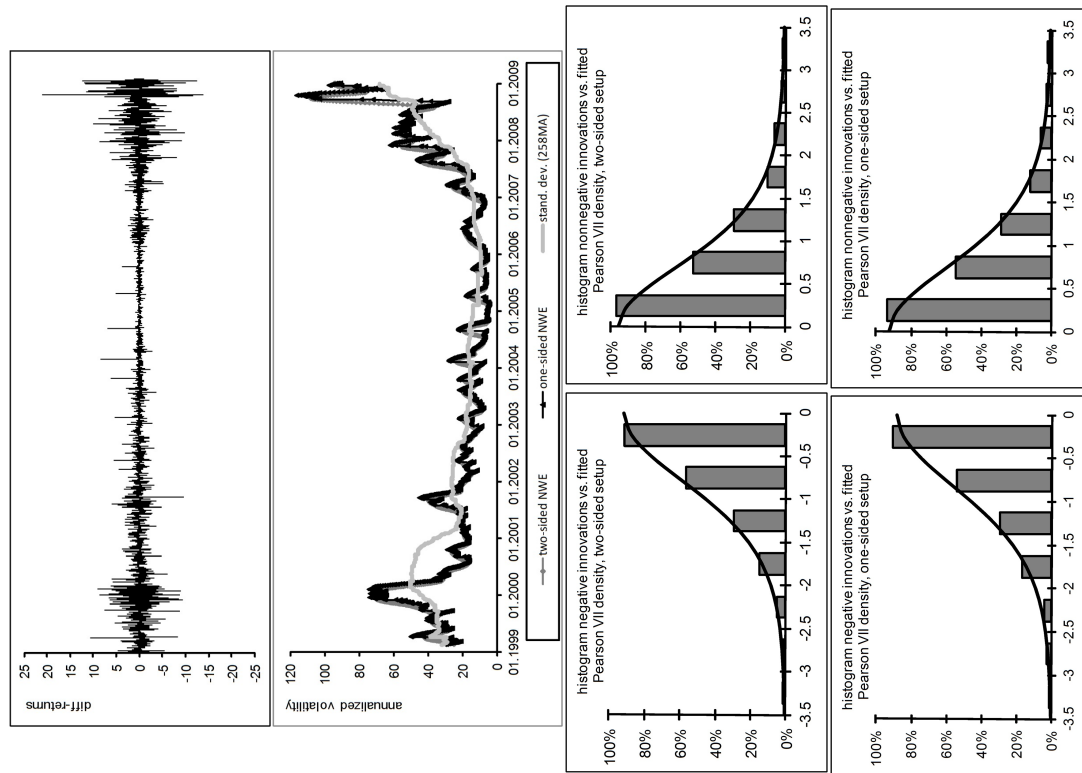 diff-returns
25
20
15
10
5
0
-5
-10
-15
-20
-25
annualized volatility
120
100
80
60
40
20
0
01.1999 01.2000 01.2001 01.2002 01.2003 01.2004 01.2005 01.2006 01.2007 01.2008 01.2009
two-sided NWE one-sided NWE stand. dev. (258MA)
histogram negative innovations vs. fitted
Pearson VII density, two-sided setup
100%
80%
60%
40%
20%
0%
-3.5 -3 -2.5 -2 -1.5 -1 -0.5 0
histogram nonnegative innovations vs. fitted
Pearson VII density, two-sided setup
100%
80%
60%
40%
20%
0%
0 0.5 1 1.5 2 2.5 3 3.5
histogram negative innovations vs. fitted
Pearson VII density, one-sided setup
100%
80%
60%
40%
20%
0%
-3.5 -3 -2.5 -2 -1.5 -1 -0.5 0
histogram nonnegative innovations vs. fitted
Pearson VII density, one-sided setup
100%
80%
60%
40%
20%
0%
0 0.5 1 1.5 2 2.5 3 3.5